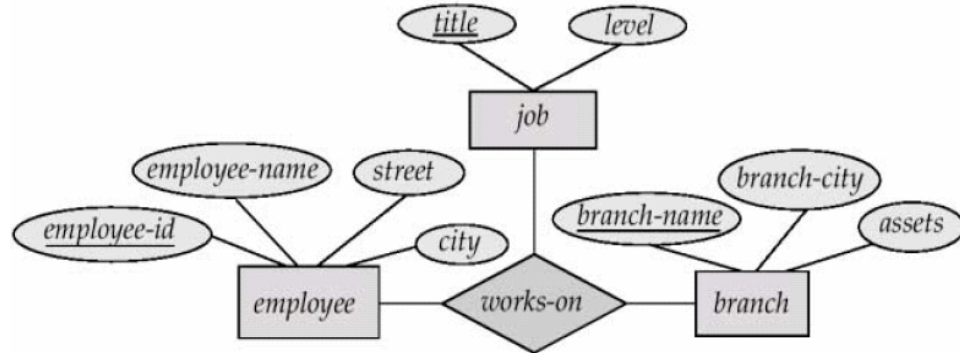 title
level
job
employee-name
street
branch-city
employee-id
branch-name
assets
city
employee
works-on
branch